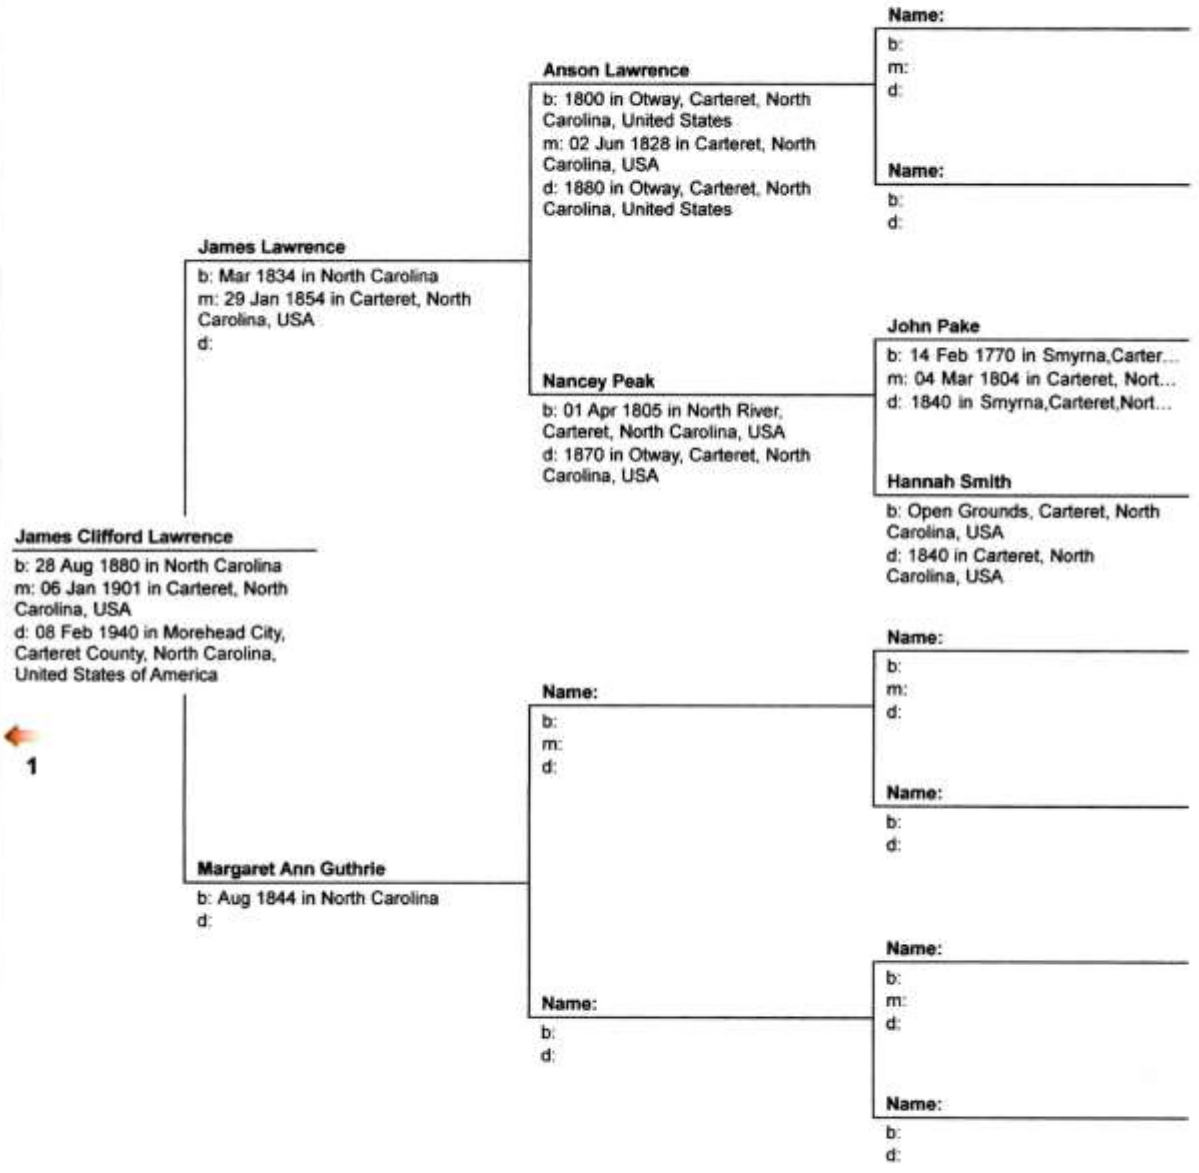 Name:
b:
m:
d:
Anson Lawrence
b: 1800 in Otway, Carteret, North
Carolina, United States
m: 02 Jun 1828 in Carteret, North
Carolina, USA
d: 1880 in Otway, Carteret, North
Carolina, United States
Name:
b:
d:
James Lawrence
b: Mar 1834 in North Carolina
m: 29 Jan 1854 in Carteret, North
Carolina, USA
d:
John Pake
b: 14 Feb 1770 in Smyrna,Carter...
m: 04 Mar 1804 in Carteret, Nort...
d: 1840 in Smyrna,Carteret,Nort...
Nancey Peak
b: 01 Apr 1805 in North River,
Carteret, North Carolina, USA
d: 1870 in Otway, Carteret, North
Carolina, USA
Hannah Smith
b: Open Grounds, Carteret, North
Carolina, USA
d: 1840 in Carteret, North
Carolina, USA
James Clifford Lawrence
b: 28 Aug 1880 in North Carolina
m: 06 Jan 1901 in Carteret, North
Carolina, USA
d: 08 Feb 1940 in Morehead City,
Carteret County, North Carolina,
United States of America
1
Name:
b:
m:
d:
Name:
b:
m:
d:
Name:
b:
d:
Margaret Ann Guthrie
b: Aug 1844 in North Carolina
d:
Name:
b:
m:
d:
Name:
b:
d:
Name:
b:
d: